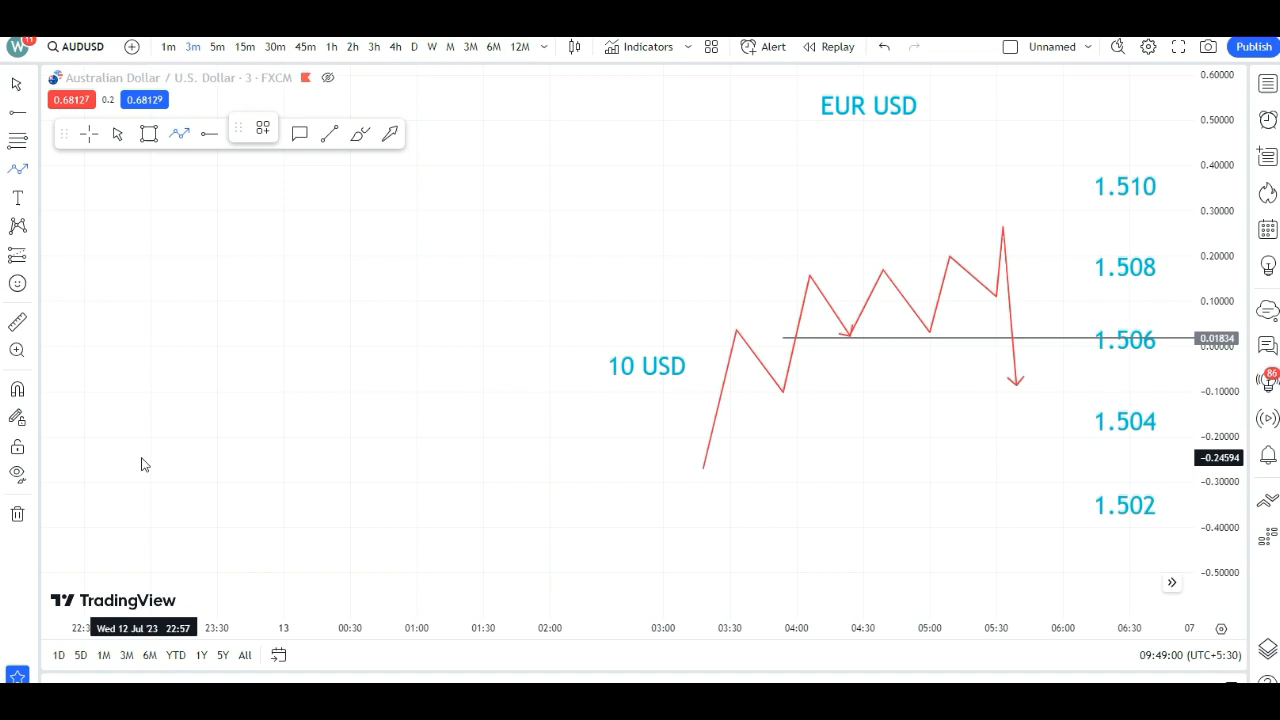 W 11 AUDUSD 1m 3m 5m 15m 30m 45m 1h 2h 3h 4h D W M 3M 6M 12M Indicators Alert Replay Unnamed Publish
Australian Dollar / U.S. Dollar · 3 · FXCM
0.68127 0.2 0.68129
EUR USD
10 USD
1.510
1.508
1.506
1.504
1.502
0.60000
0.50000
0.40000
0.30000
0.20000
0.10000
0.01834
0.00000
−0.10000
−0.20000
−0.24594
−0.30000
−0.40000
−0.50000
86
TradingView
22:3 Wed 12 Jul '23 22:57 23:30 13 00:30 01:00 01:30 02:00 03:00 03:30 04:00 04:30 05:00 05:30 06:00 06:30 07
1D 5D 1M 3M 6M YTD 1Y 5Y All 09:49:00 (UTC+5:30)